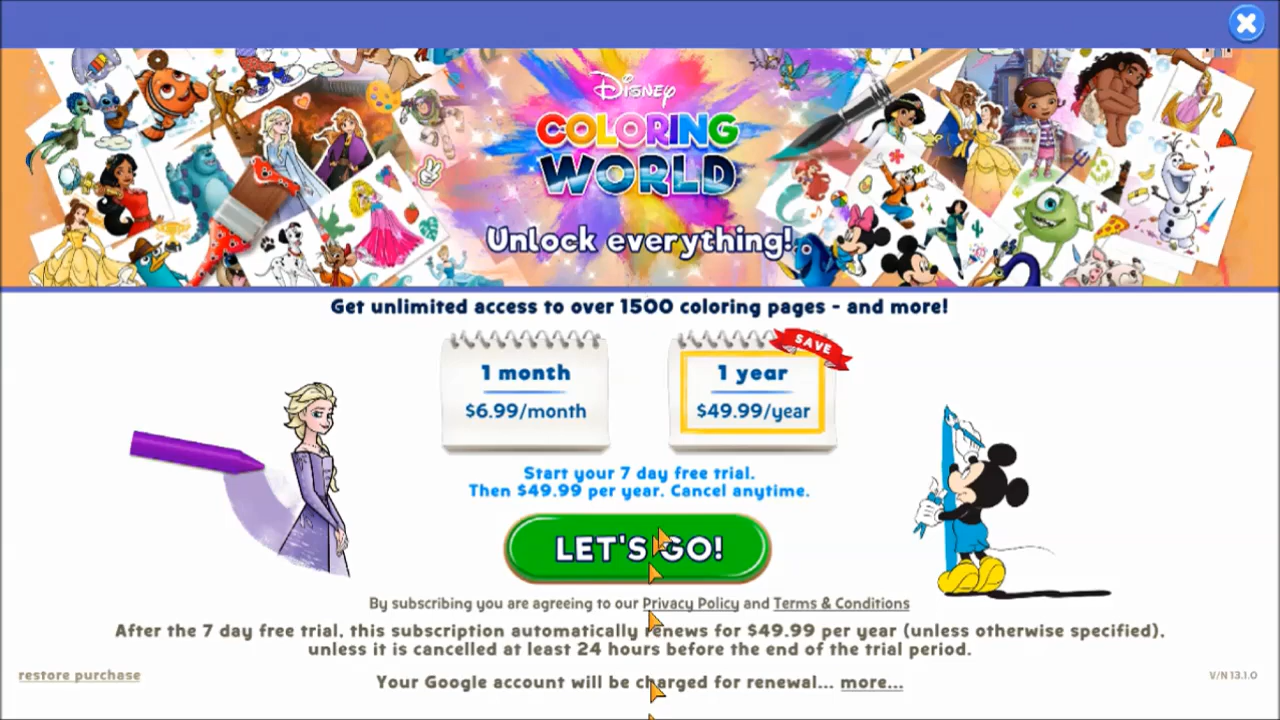 Disney
COLORING
WORLD
Unlock everything!
Get unlimited access to over 1500 coloring pages - and more!
1 month
$6.99/month
SAVE
1 year
$49.99/year
Start your 7 day free trial.
Then $49.99 per year. Cancel anytime.
LET'S GO!
By subscribing you are agreeing to our Privacy Policy and Terms & Conditions
After the 7 day free trial, this subscription automatically renews for $49.99 per year (unless otherwise specified),
unless it is cancelled at least 24 hours before the end of the trial period.
restore purchase
Your Google account will be charged for renewal... more...
V/N 13.1.0